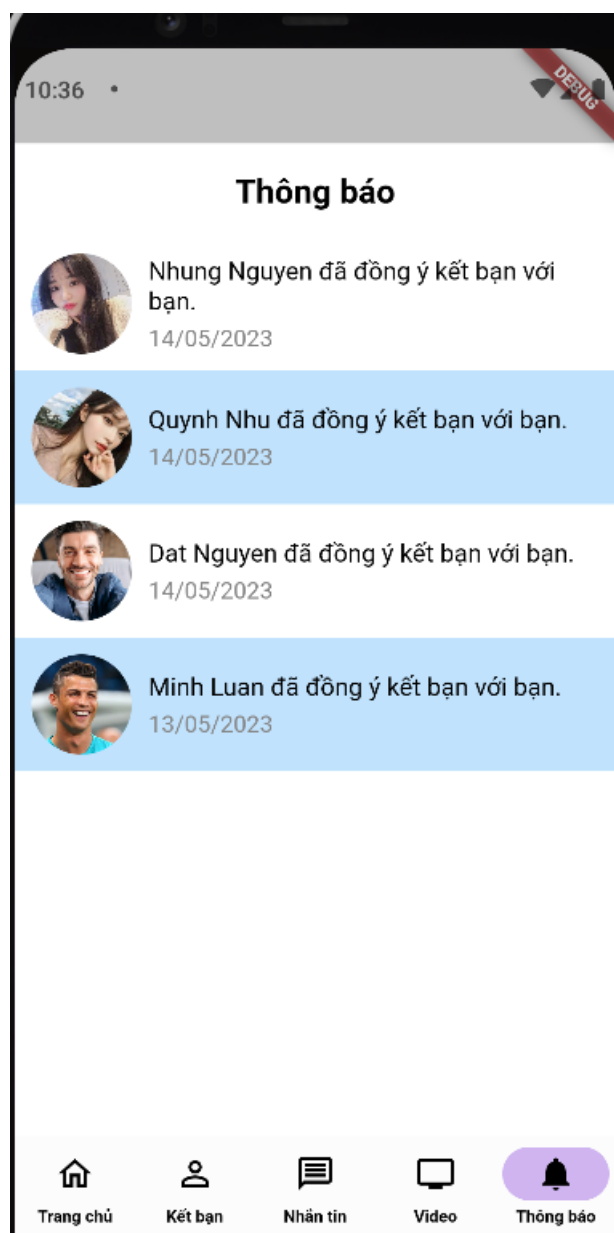 10:36
DEBUG
Thông báo
Nhung Nguyen đã đồng ý kết bạn với
bạn.
14/05/2023
Quynh Nhu đã đồng ý kết bạn với bạn.
14/05/2023
Dat Nguyen đã đồng ý kết bạn với bạn.
14/05/2023
Minh Luan đã đồng ý kết bạn với bạn.
13/05/2023
Trang chủ Kết bạn Nhắn tin Video Thông báo